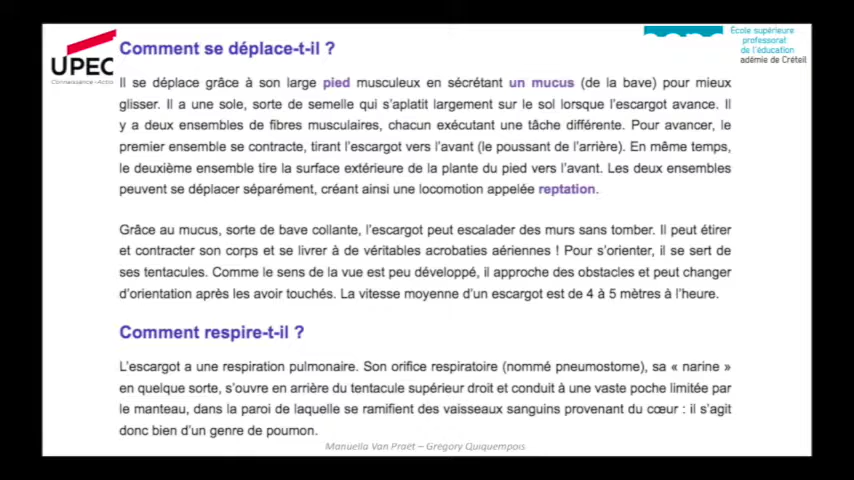 Comment se déplace-t-il ?
École supérieure
professorat
de l'éducation
adémie de Créteil
UPEC
Il se déplace grâce à son large pied musculeux en sécrétant un mucus (de la bave) pour mieux
glisser. Il a une sole, sorte de semelle qui s'aplatit largement sur le sol lorsque l'escargot avance. Il
y a deux ensembles de fibres musculaires, chacun exécutant une tâche différente. Pour avancer, le
premier ensemble se contracte, tirant l'escargot vers l'avant (le poussant de l'arrière). En même temps,
le deuxième ensemble tire la surface extérieure de la plante du pied vers l'avant. Les deux ensembles
peuvent se déplacer séparément, créant ainsi une locomotion appelée reptation.
Grâce au mucus, sorte de bave collante, l'escargot peut escalader des murs sans tomber. Il peut étirer
et contracter son corps et se livrer à de véritables acrobaties aériennes ! Pour s'orienter, il se sert de
ses tentacules. Comme le sens de la vue est peu développé, il approche des obstacles et peut changer
d'orientation après les avoir touchés. La vitesse moyenne d'un escargot est de 4 à 5 mètres à l'heure.
Comment respire-t-il ?
L'escargot a une respiration pulmonaire. Son orifice respiratoire (nommé pneumostome), sa « narine »
en quelque sorte, s'ouvre en arrière du tentacule supérieur droit et conduit à une vaste poche limitée par
le manteau, dans la paroi de laquelle se ramifient des vaisseaux sanguins provenant du cœur : il s'agit
donc bien d'un genre de poumon.
Manuella Van Praët – Grégory Quiquempois